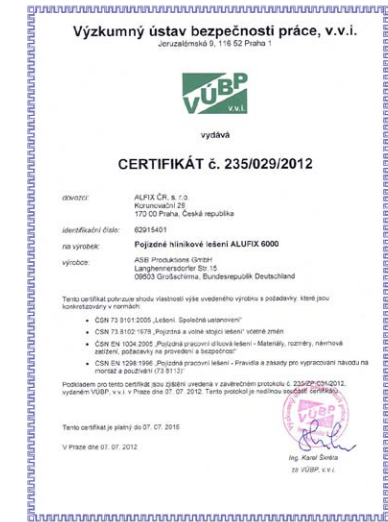 Výzkumný ústav bezpečnosti práce, v.v.i.
Jeruzalémská 9, 116 52 Praha 1
VÚBP
v.v.i.
vydává
CERTIFIKÁT č. 235/029/2012
dovozci: ALFIX ČR, s. r.o.
Korunovační 28
170 00 Praha, Česká republika
identifikační číslo: 62915401
na výrobek: Pojízdné hliníkové lešení ALUFIX 6000
výrobce: ASB Produktions GmbH
Langhennersdorfer Str.15
09603 Großschirma, Bundesrepublik Deutschland
Tento certifikát potvrzuje shodu vlastností výše uvedeného výrobku s požadavky, které jsou
konkretizovány v normách:
• ČSN 73 8101:2005 „Lešení. Společná ustanovení"
• ČSN 73 8102:1978 „Pojízdná a volně stojící lešení" včetně změn
• ČSN EN 1004:2005 „Pojízdná pracovní dílcová lešení - Materiály, rozměry, návrhová
zatížení, požadavky na provedení a bezpečnost"
• ČSN EN 1298:1996 „Pojízdná pracovní lešení - Pravidla a zásady pro vypracování návodu na
montáž a používání (73 8113)"
Podkladem pro tento certifikát jsou zjištění uvedená v závěrečném protokolu č. 235/ZP/031/2012,
vydaném VÚBP, v.v.i. v Praze dne 07. 07. 2012. Tento protokol je nedílnou součástí certifikátu.
Tento certifikát je platný do 07. 07. 2016
V Praze dne 07. 07. 2012
VÚBP
Ing. Karel Škréta
za VÚBP, v.v.i.